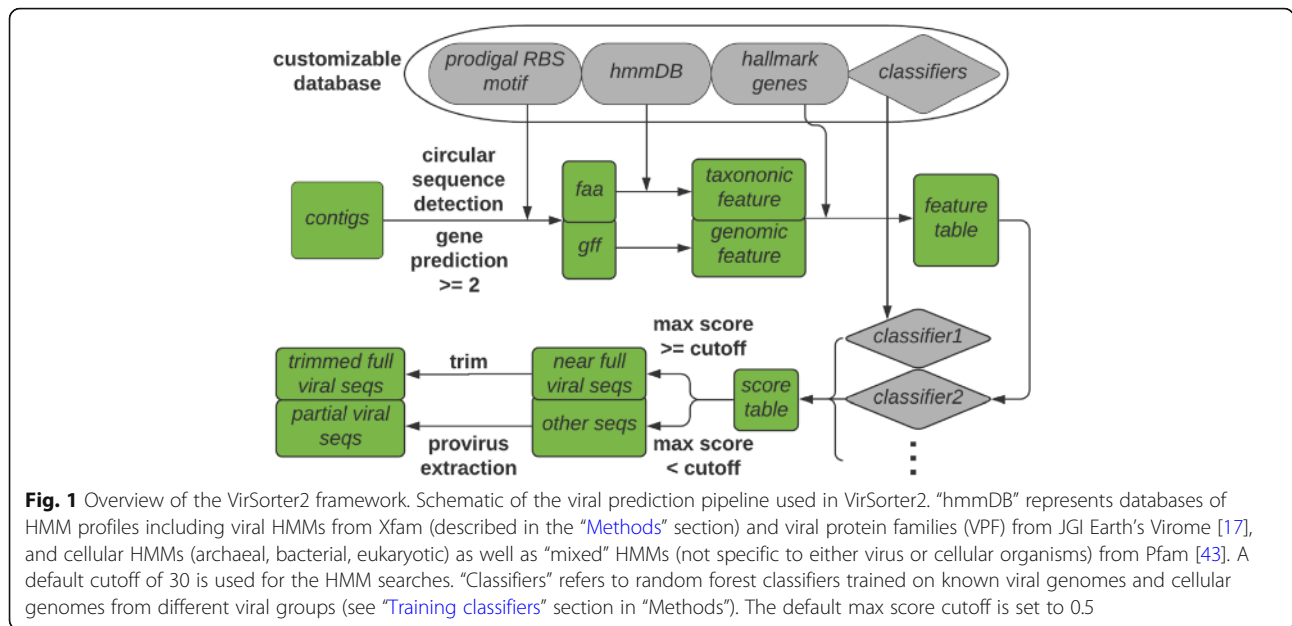 customizable
database
prodigal RBS
motif
hmmDB
hallmark
genes
classifiers
circular
sequence
detection
contigs
gene
prediction
>= 2
faa
gff
taxononic
feature
genomic
feature
feature
table
classifier1
classifier2
max score
>= cutoff
trimmed full
viral seqs
trim
near full
viral seqs
score
table
partial viral
seqs
provirus
extraction
other seqs
max score
< cutoff
Fig. 1 Overview of the VirSorter2 framework. Schematic of the viral prediction pipeline used in VirSorter2. “hmmDB” represents databases of
HMM profiles including viral HMMs from Xfam (described in the “Methods” section) and viral protein families (VPF) from JGI Earth’s Virome [17],
and cellular HMMs (archaeal, bacterial, eukaryotic) as well as “mixed” HMMs (not specific to either virus or cellular organisms) from Pfam [43]. A
default cutoff of 30 is used for the HMM searches. “Classifiers” refers to random forest classifiers trained on known viral genomes and cellular
genomes from different viral groups (see “Training classifiers” section in “Methods”). The default max score cutoff is set to 0.5